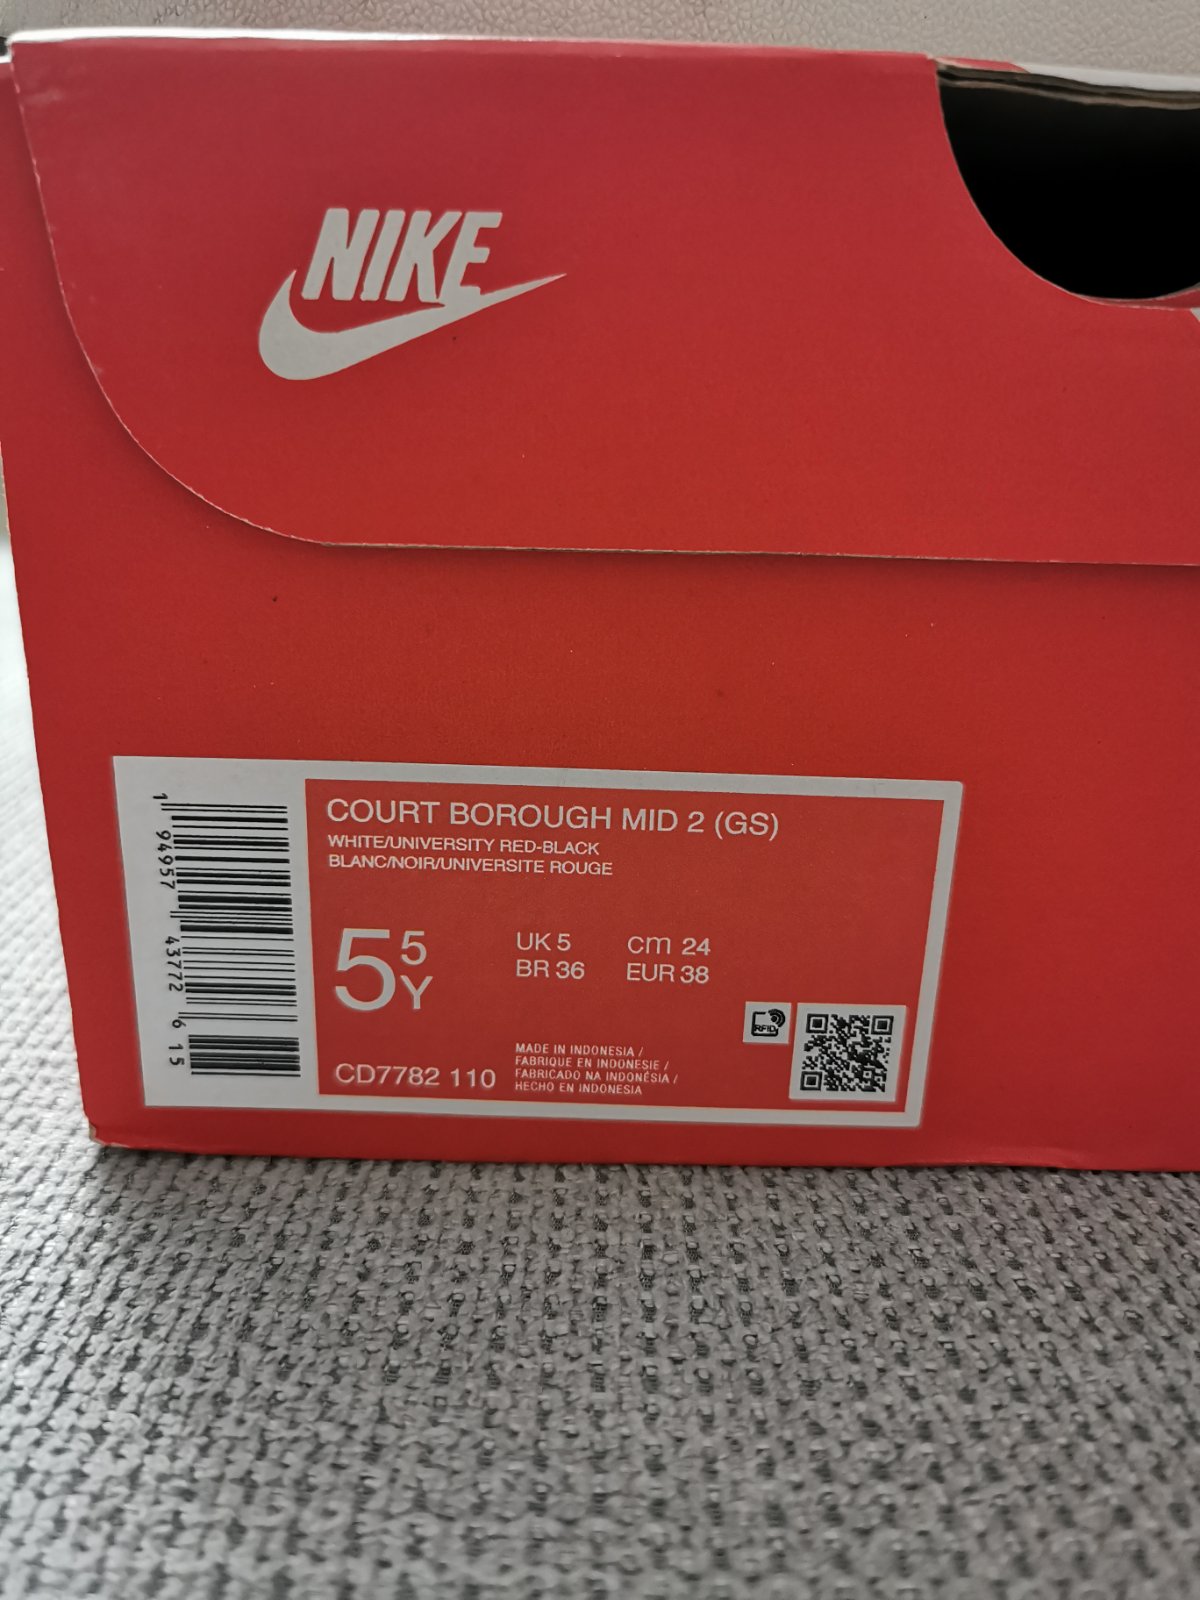 NIKE
COURT BOROUGH MID 2 (GS)
WHITE/UNIVERSITY RED-BLACK
BLANC/NOIR/UNIVERSITE ROUGE
5 5 Y
UK 5 cm 24
BR 36 EUR 38
RFID
CD7782 110
MADE IN INDONESIA /
FABRIQUE EN INDONESIE /
FABRICADO NA INDONÉSIA /
HECHO EN INDONESIA
1 94957 43772 6 15